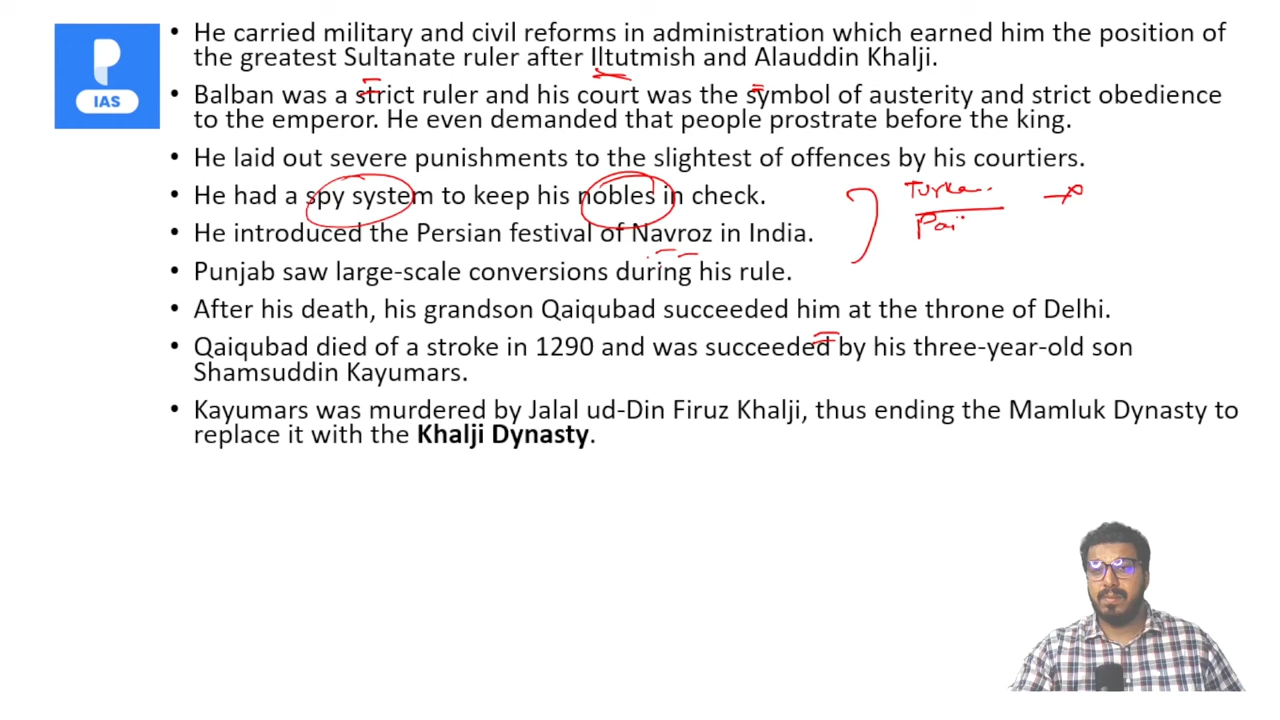 P
IAS
• He carried military and civil reforms in administration which earned him the position of
the greatest Sultanate ruler after Iltutmish and Alauddin Khalji.
• Balban was a strict ruler and his court was the symbol of austerity and strict obedience
to the emperor. He even demanded that people prostrate before the king.
• He laid out severe punishments to the slightest of offences by his courtiers.
• He had a spy system to keep his nobles in check.
• He introduced the Persian festival of Navroz in India.
• Punjab saw large-scale conversions during his rule.
• After his death, his grandson Qaiqubad succeeded him at the throne of Delhi.
• Qaiqubad died of a stroke in 1290 and was succeeded by his three-year-old son
Shamsuddin Kayumars.
• Kayumars was murdered by Jalal ud-Din Firuz Khalji, thus ending the Mamluk Dynasty to
replace it with the Khalji Dynasty.